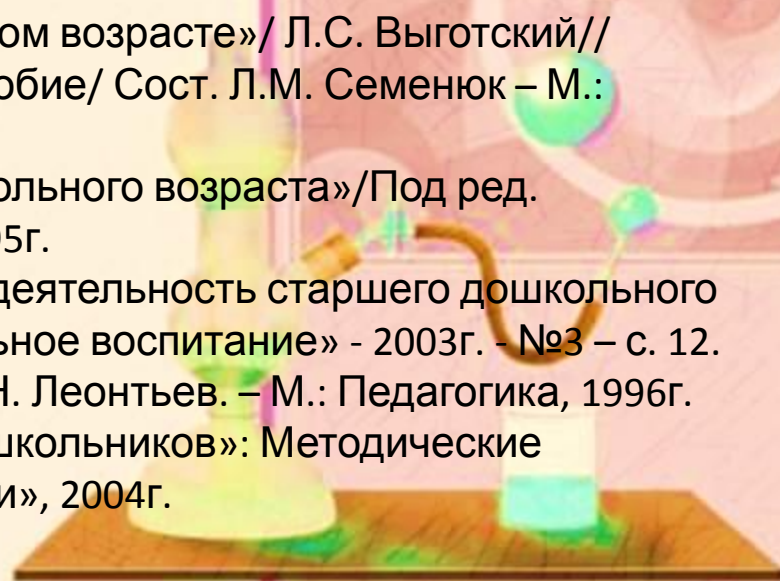 ом возрасте»/ Л.С. Выготский//
обие/ Сост. Л.М. Семенюк – М.:
ольного возраста»/Под ред.
5г.
деятельность старшего дошкольного
ьное воспитание» - 2003г. - №3 – с. 12.
Н. Леонтьев. – М.: Педагогика, 1996г.
школьников»: Методические
и», 2004г.